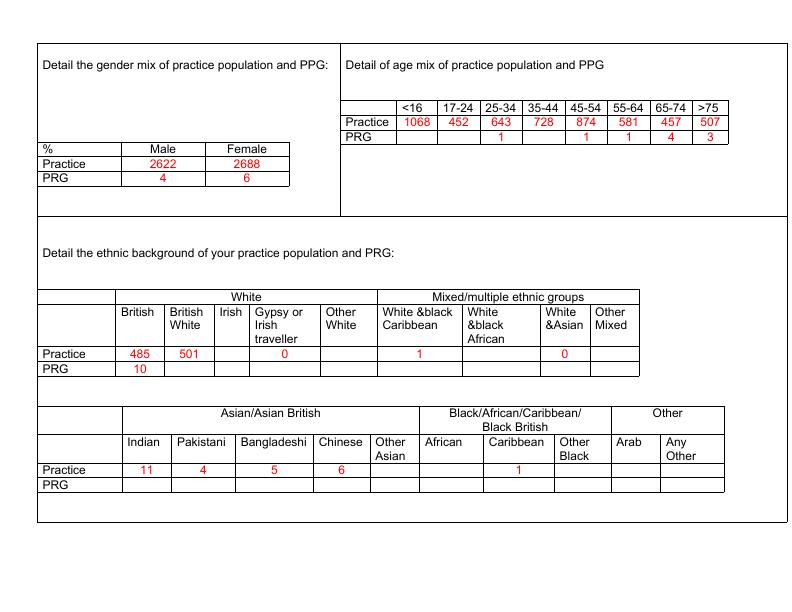 Detail the gender mix of practice population and PPG:
% Male Female
Practice 2622 2688
PRG 4 6
Detail of age mix of practice population and PPG
<16 17-24 25-34 35-44 45-54 55-64 65-74 >75
Practice 1068 452 643 728 874 581 457 507
PRG 1 1 1 4 3
Detail the ethnic background of your practice population and PRG:
White Mixed/multiple ethnic groups
British British Irish Gypsy or Other White &black White White Other
White Irish White Caribbean &black &Asian Mixed
traveller African
Practice 485 501 0 1 0
PRG 10
Asian/Asian British Black/African/Caribbean/ Other
Black British
Indian Pakistani Bangladeshi Chinese Other African Caribbean Other Arab Any
Asian Black Other
Practice 11 4 5 6 1
PRG